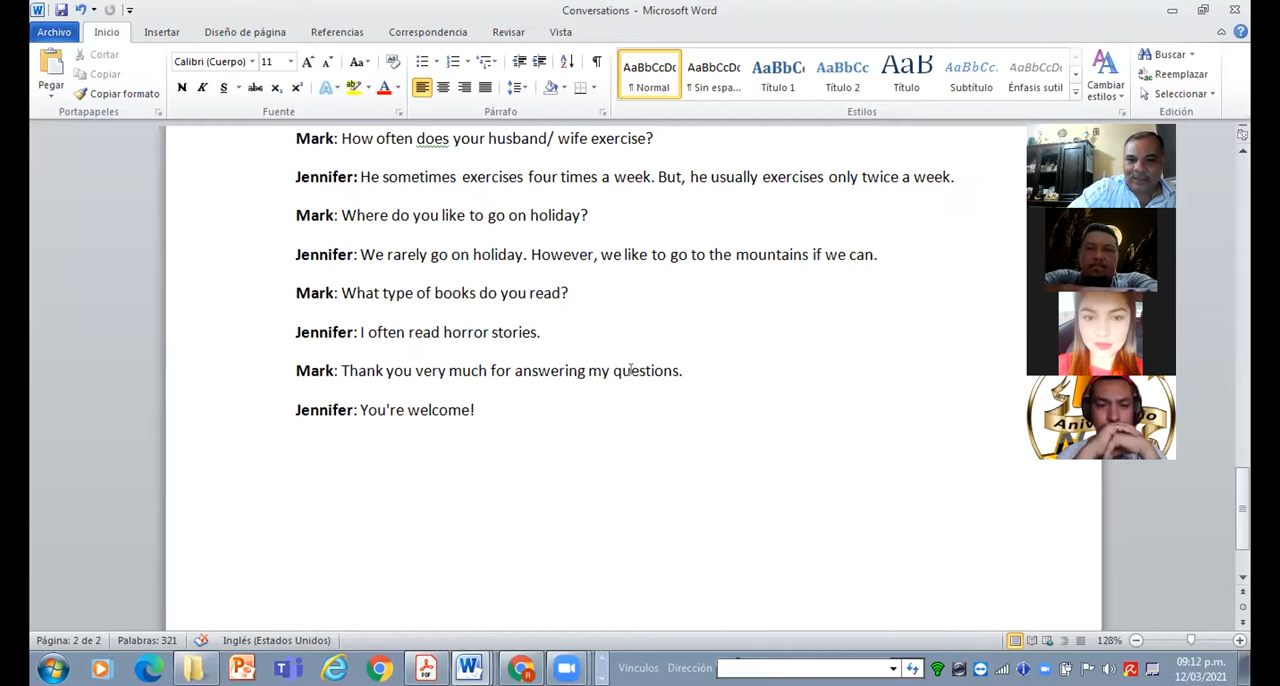 Conversations - Microsoft Word
Archivo Inicio Insertar Diseño de página Referencias Correspondencia Revisar Vista
Pegar
Cortar
Copiar
Copiar formato
Portapapeles
Calibri (Cuerpo) 11
Fuente
Párrafo
AaBbCcDc AaBbCcDc AaBbC AaBbCc AaB AaBbCc. AaBbCcDc
¶ Normal ¶ Sin espa... Título 1 Título 2 Título Subtítulo Énfasis sutil
Cambiar estilos
Estilos
Buscar
Reemplazar
Seleccionar
Edición
Mark: How often does your husband/ wife exercise?
Jennifer: He sometimes exercises four times a week. But, he usually exercises only twice a week.
Mark: Where do you like to go on holiday?
Jennifer: We rarely go on holiday. However, we like to go to the mountains if we can.
Mark: What type of books do you read?
Jennifer: I often read horror stories.
Mark: Thank you very much for answering my questions.
Jennifer: You're welcome!
Página: 2 de 2 Palabras: 321 Inglés (Estados Unidos) 128%
Vínculos Dirección
09:12 p.m.
12/03/2021